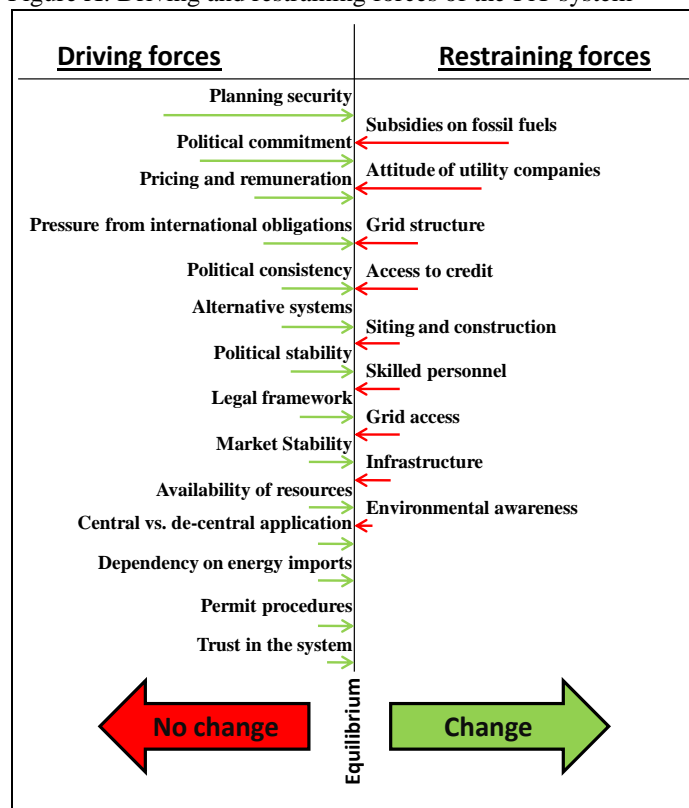 Driving and restraining forces of the system
Driving forces
Planning security
Political commitment
Pricing and remuneration
Pressure from international obligations
Political consistency
Alternative systems
Political stability
Legal framework
Market Stability
Availability of resources
Central vs. de-central application
Dependency on energy imports
Permit procedures
Trust in the system
Restraining forces
Subsidies on fossil fuels
Attitude of utility companies
Grid structure
Access to credit
Siting and construction
Skilled personnel
Grid access
Infrastructure
Environmental awareness
No change
Equilibrium
Change